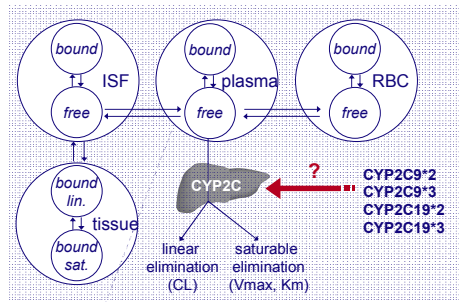 bound
ISF
free
bound
plasma
free
bound
RBC
free
bound
lin.
tissue
bound
sat.
CYP2C
?
CYP2C9*2
CYP2C9*3
CYP2C19*2
CYP2C19*3
linear
elimination
(CL)
saturable
elimination
(Vmax, Km)